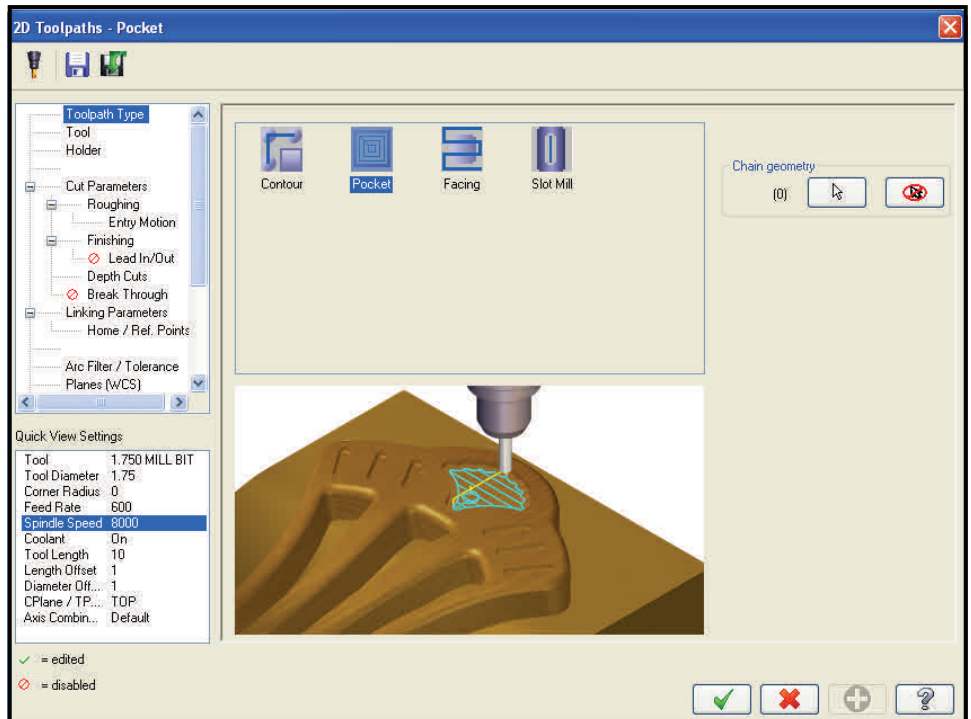 2D Toolpaths - Pocket
Toolpath Type
Tool
Holder
Cut Parameters
Roughing
Entry Motion
Finishing
Lead In/Out
Depth Cuts
Break Through
Linking Parameters
Home / Ref. Points
Arc Filter / Tolerance
Planes (WCS)
Contour
Pocket
Facing
Slot Mill
Chain geometry
(0)
Quick View Settings
Tool 1.750 MILL BIT
Tool Diameter 1.75
Corner Radius 0
Feed Rate 600
Spindle Speed 8000
Coolant On
Tool Length 10
Length Offset 1
Diameter Off... 1
CPlane / TP... TOP
Axis Combin... Default
= edited
= disabled